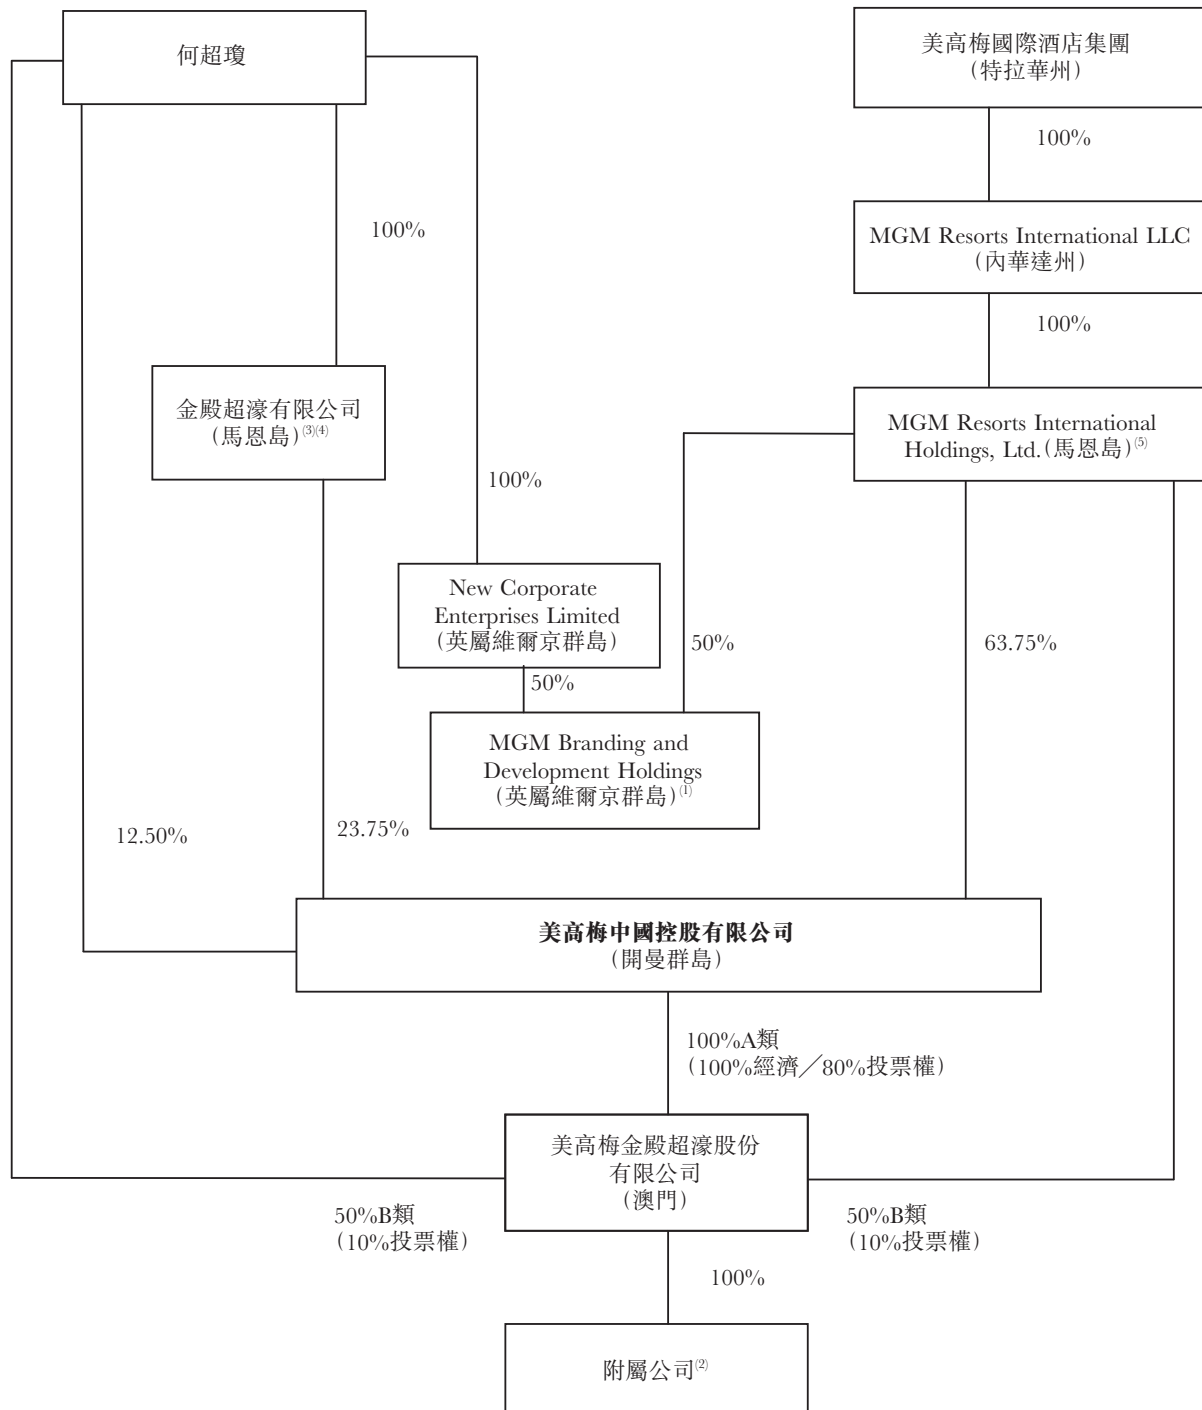 何超瓊
美高梅國際酒店集團
(特拉華州)
100%
100%
MGM Resorts International LLC
(內華達州)
100%
金殿超濠有限公司
(馬恩島)(3)(4)
MGM Resorts International
Holdings, Ltd.(馬恩島)(5)
100%
New Corporate
Enterprises Limited
(英屬維爾京群島)
50%
63.75%
50%
MGM Branding and
Development Holdings
(英屬維爾京群島)(1)
12.50%
23.75%
美高梅中國控股有限公司
(開曼群島)
100%A類
(100%經濟／80%投票權)
美高梅金殿超濠股份
有限公司
(澳門)
50%B類
(10%投票權)
50%B類
(10%投票權)
100%
附屬公司(2)